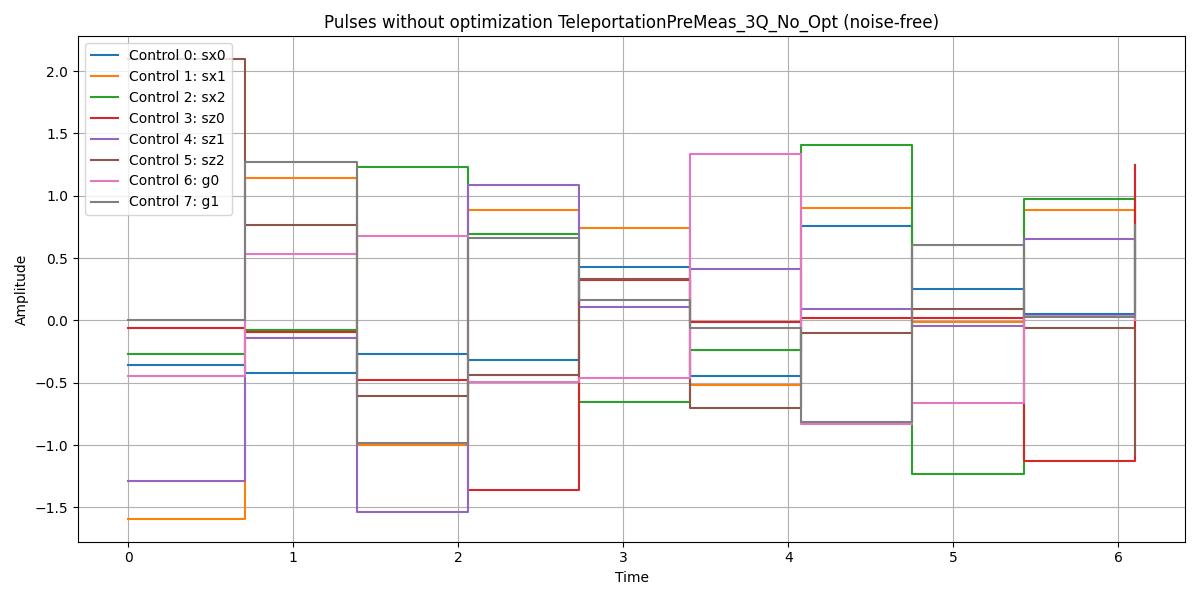 Pulses without optimization TeleportationPreMeas_3Q_No_Opt (noise-free)
Control 0: sx0
Control 1: sx1
Control 2: sx2
Control 3: sz0
Control 4: sz1
Control 5: sz2
Control 6: g0
Control 7: g1
Amplitude
2.0
1.5
1.0
0.5
0.0
−0.5
−1.0
−1.5
0 1 2 3 4 5 6
Time